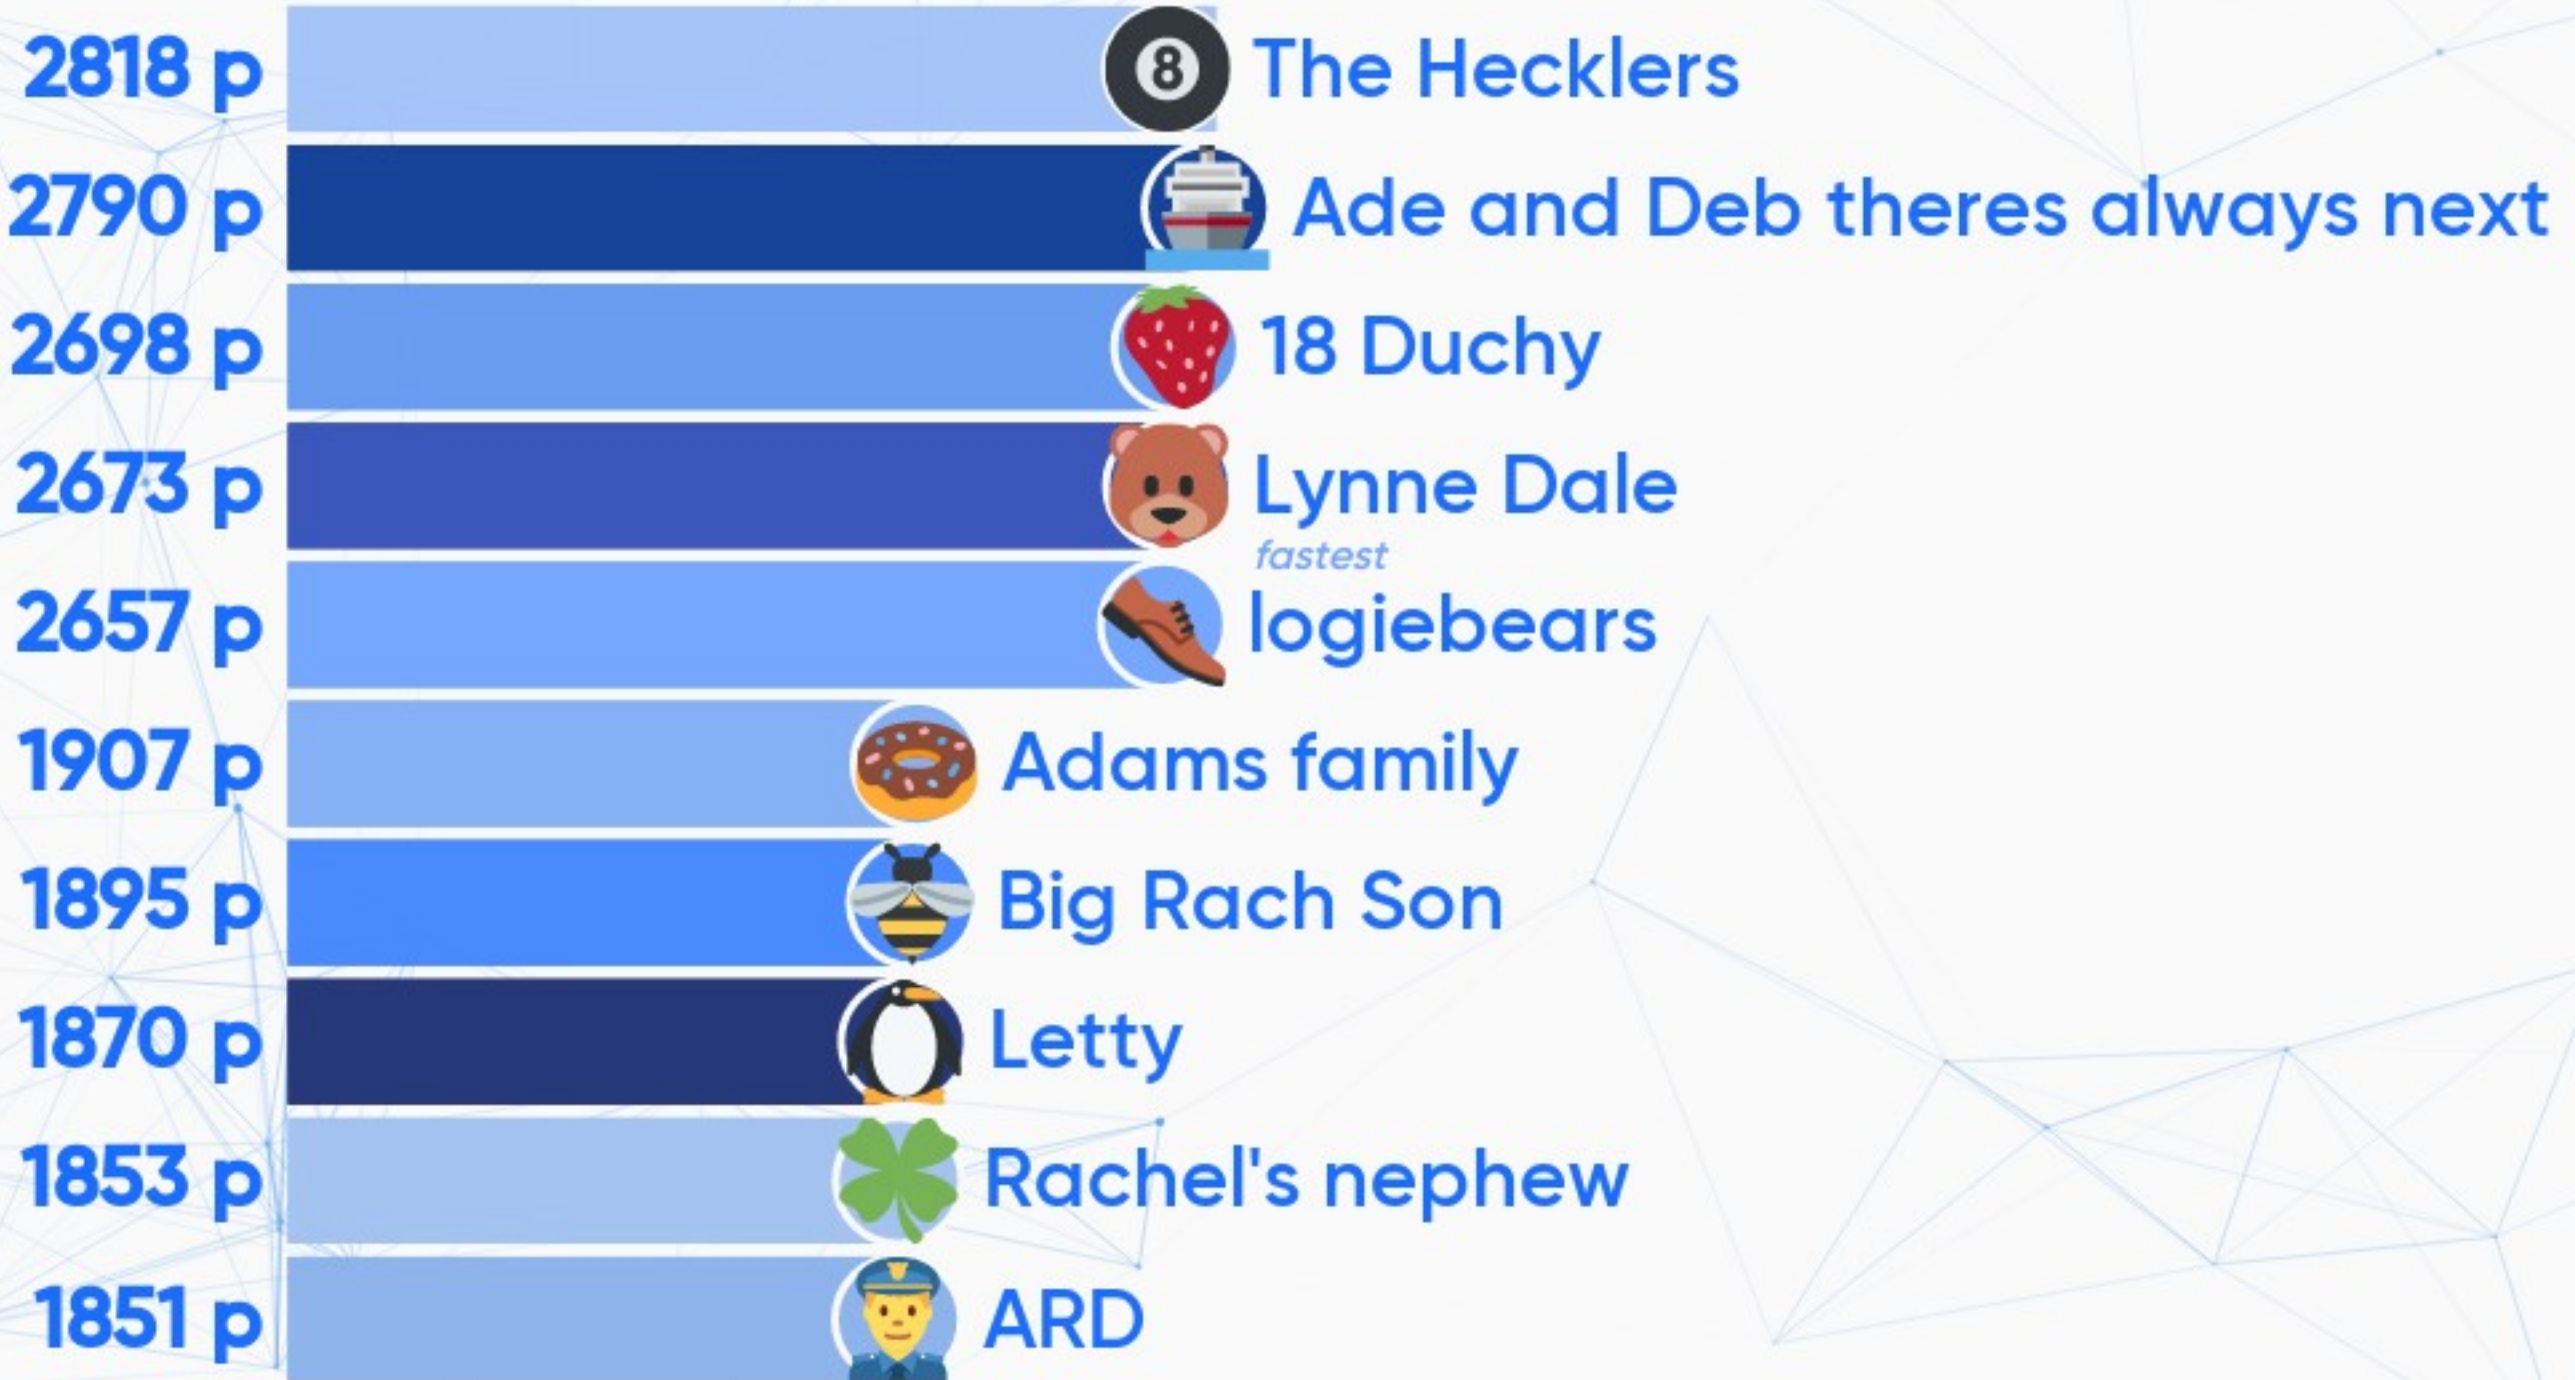 2818 p 8 The Hecklers
2790 p Ade and Deb theres always next
2698 p 18 Duchy
2673 p Lynne Dale
fastest
2657 p logiebears
1907 p Adams family
1895 p Big Rach Son
1870 p Letty
1853 p Rachel's nephew
1851 p ARD